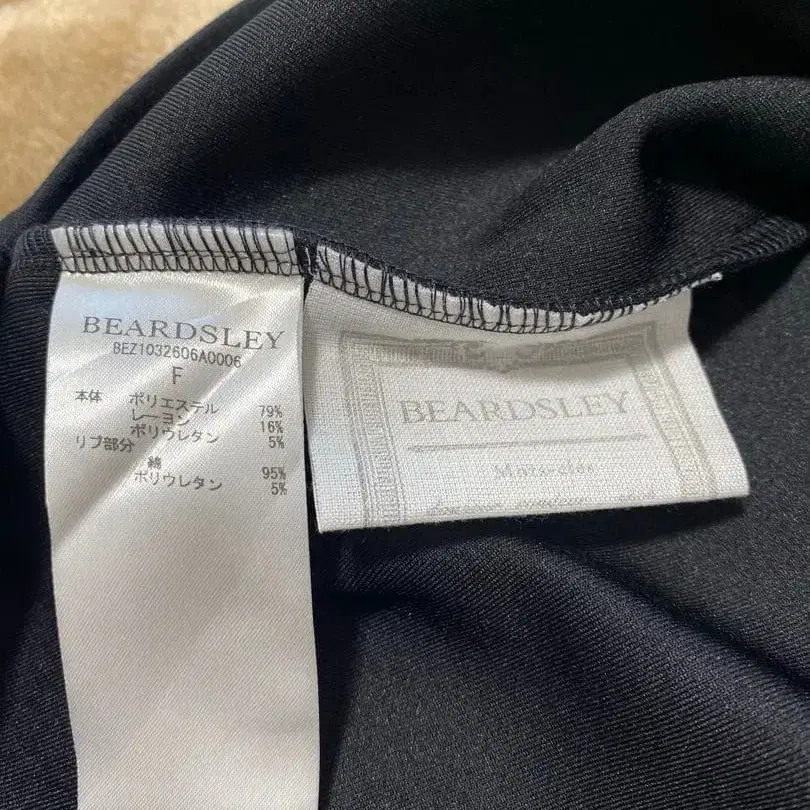 BEARDSLEY
BEZ1032606A0006
F
本体 ポリエステル 79%
レーヨン 16%
ポリウレタン 5%
リブ部分
綿 95%
ポリウレタン 5%
BEARDSLEY